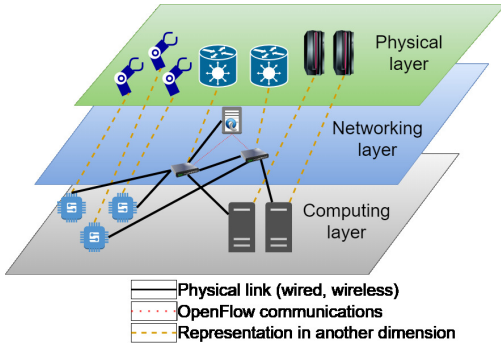 Physical
layer
Networking
layer
Computing
layer
Physical link (wired, wireless)
OpenFlow communications
Representation in another dimension